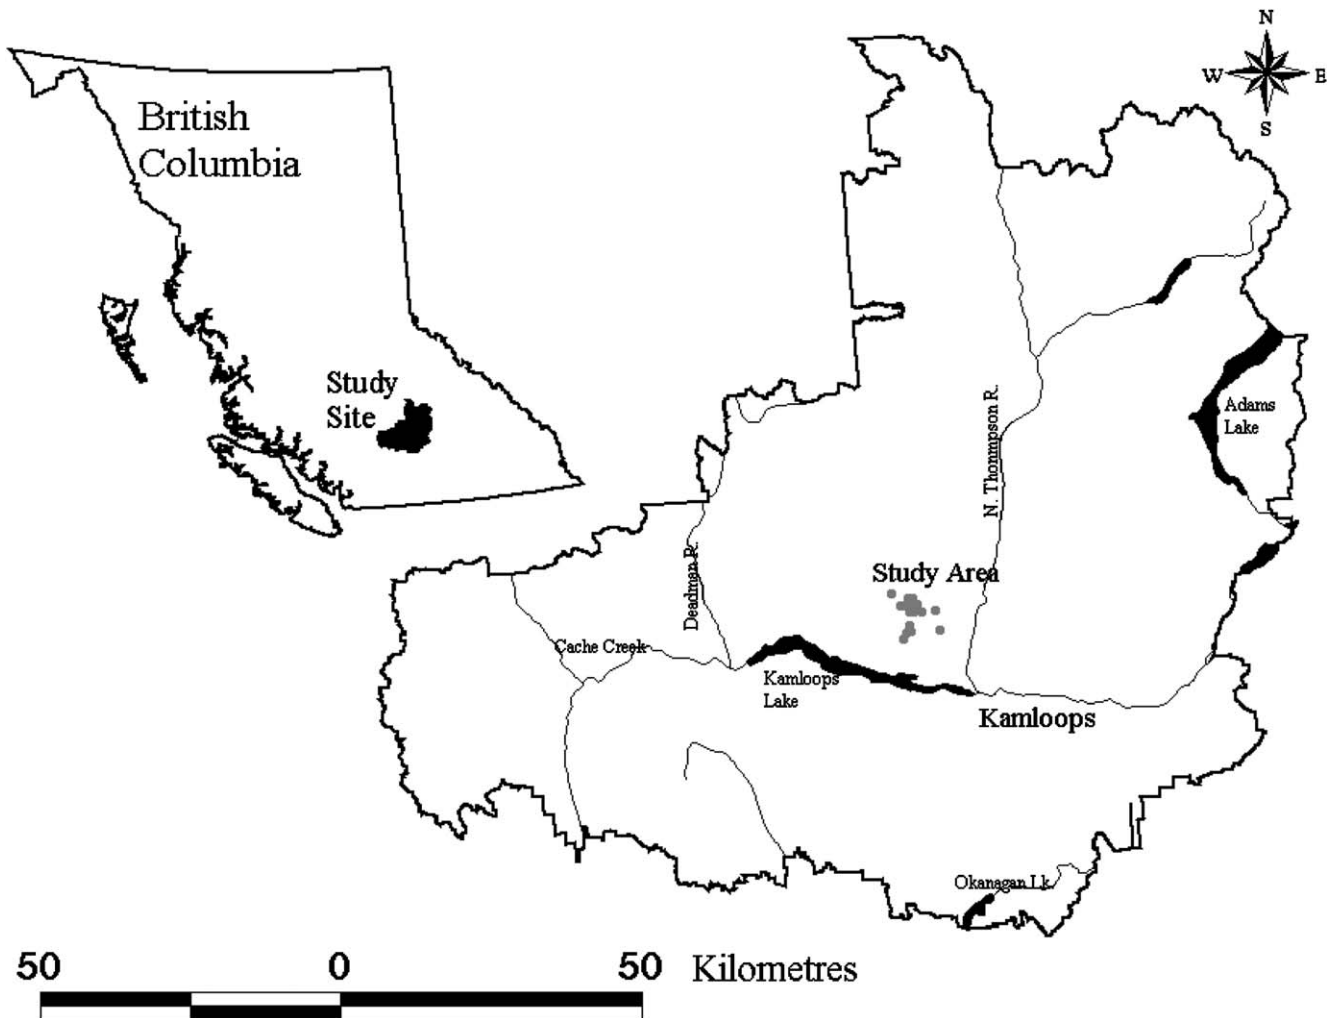 N
W
E
S
British
Columbia
Study
Site
Adams
Lake
N. Thonmpson R.
Study Area
Deadman R.
Cache Creek
Kamloops
Lake
Kamloops
Okanagan Lk.
50
0
50
Kilometres